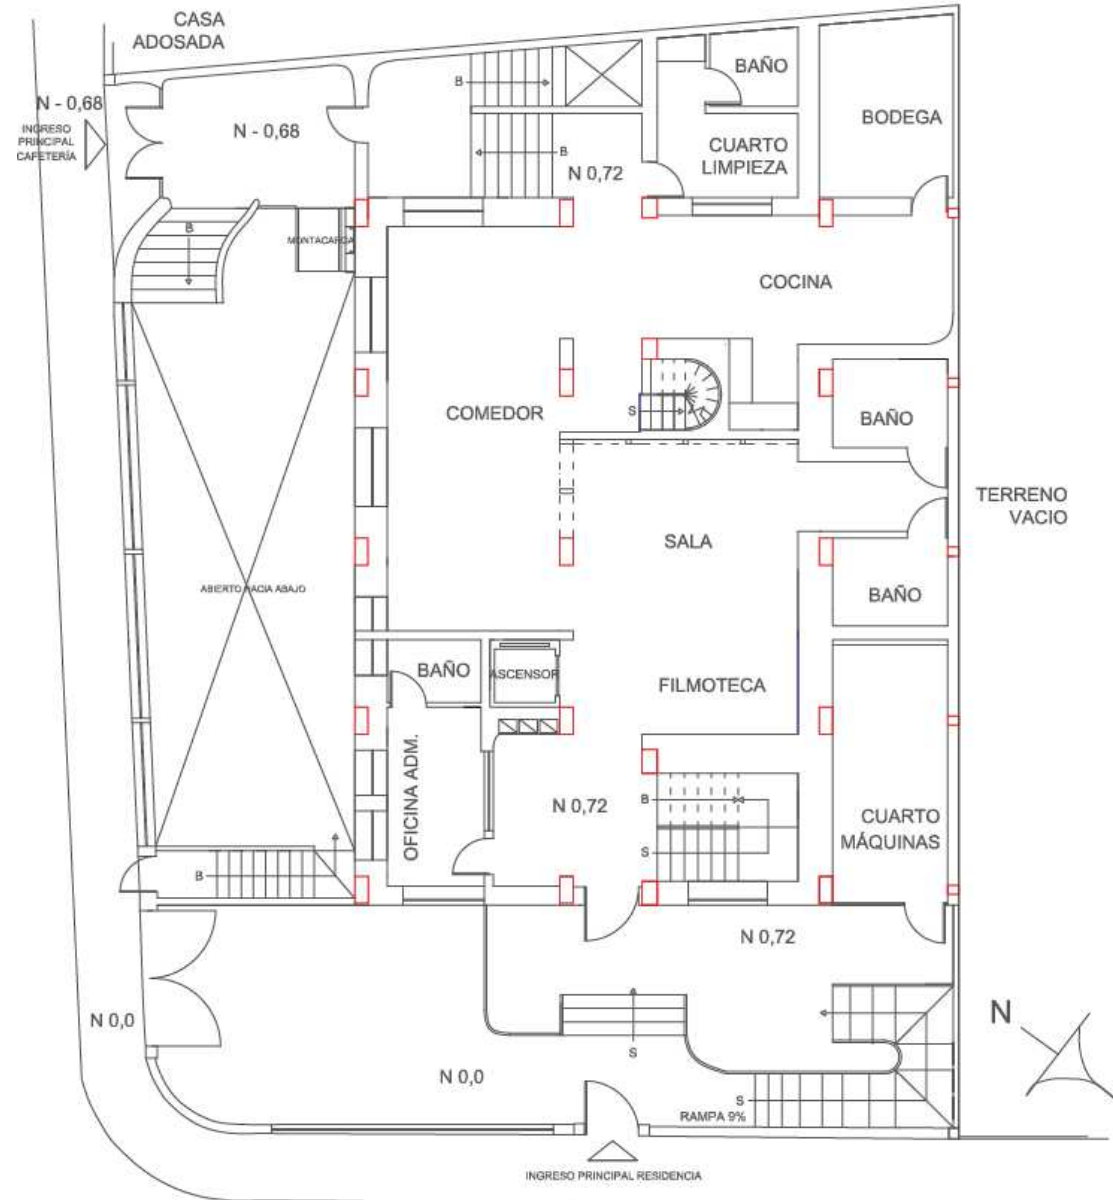 CASA
ADOSADA
N - 0,68
INGRESO
PRINCIPAL
CAFETERÍA
N - 0,68
B
BAÑO
BODEGA
B
N 0,72
CUARTO
LIMPIEZA
B
MONTACARGA
COCINA
COMEDOR
S
BAÑO
TERRENO
VACIO
SALA
ABIERTO HACIA ABAJO
BAÑO
BAÑO
ASCENSOR
FILMOTECA
OFICINA ADM.
N 0,72
B
S
CUARTO
MÁQUINAS
B
N 0,72
N 0,0
N
S
N 0,0
S
RAMPA 9%
INGRESO PRINCIPAL RESIDENCIA